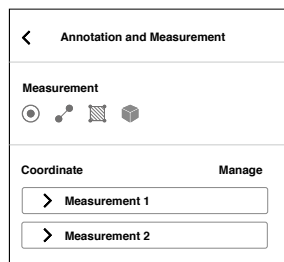 Annotation and Measurement
Measurement
Coordinate Manage
Measurement 1
Measurement 2